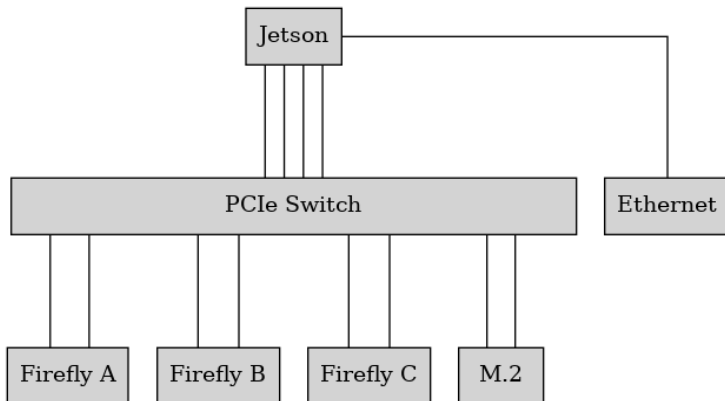 Jetson
PCIe Switch
Ethernet
Firefly A
Firefly B
Firefly C
M.2